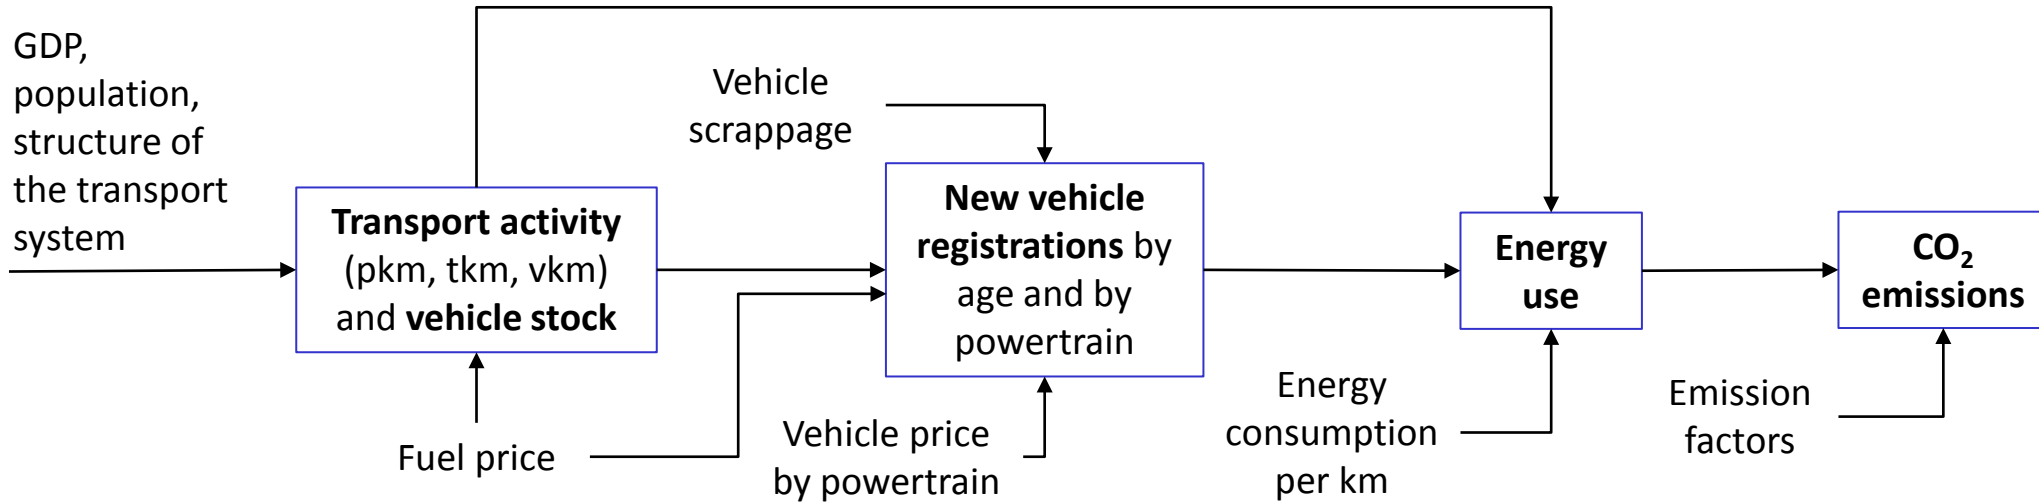 GDP,
population,
structure of
the transport
system
Transport activity
(pkm, tkm, vkm)
and vehicle stock
Fuel price
Vehicle
scrappage
New vehicle
registrations by
age and by
powertrain
Vehicle price
by powertrain
Energy
use
Energy
consumption
per km
CO₂
emissions
Emission
factors